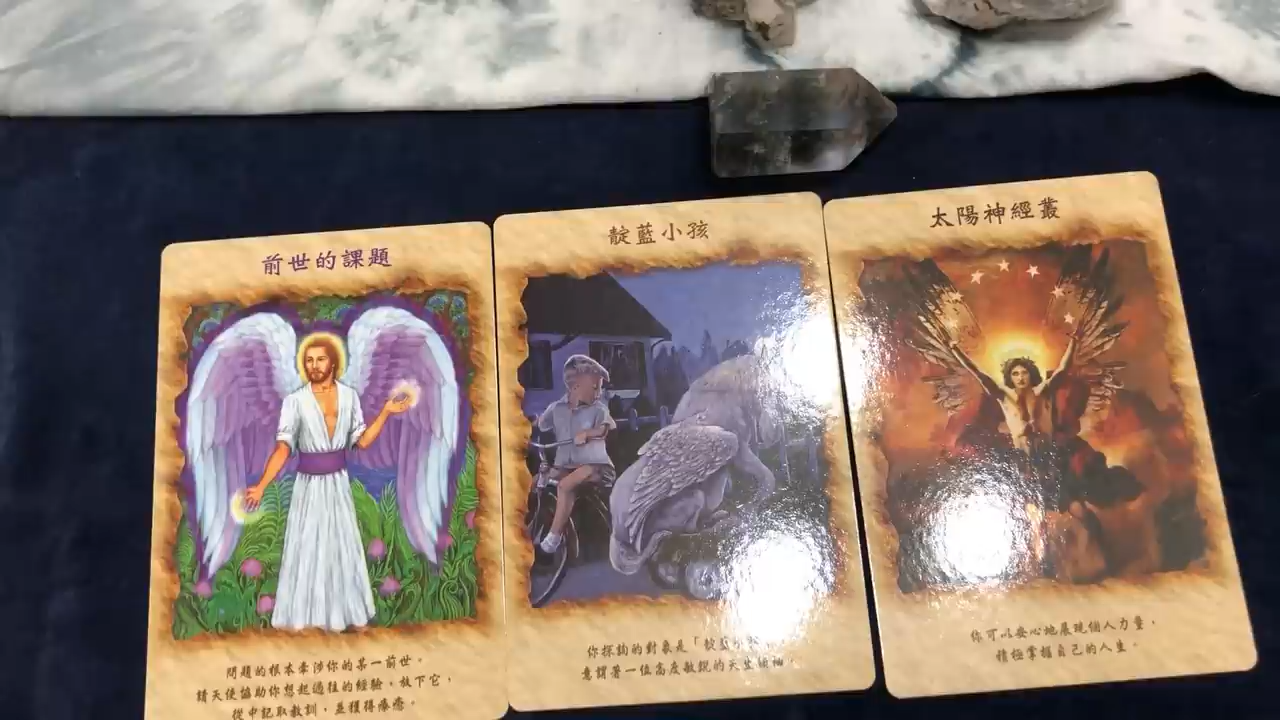 前世的課題
問題的根本牽涉你的某一前世。
請天使協助你想起過往的經驗，放下它，
從中記取教訓，並獲得療癒。
靛藍小孩
你探詢的對象是「靛藍小孩
意謂著一位高度敏銳的天生領袖。
太陽神經叢
你可以安心地展現個人力量，
積極掌握自己的人生。